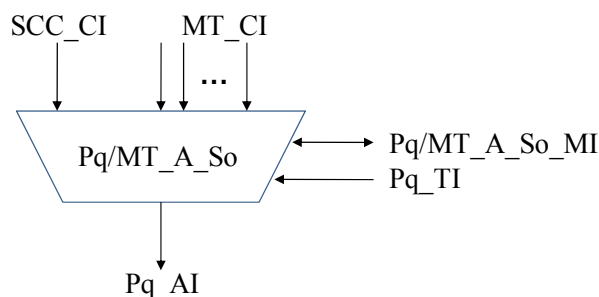 SCC_CI MT_CI
...
Pq/MT_A_So
Pq/MT_A_So_MI
Pq_TI
Pq_AI